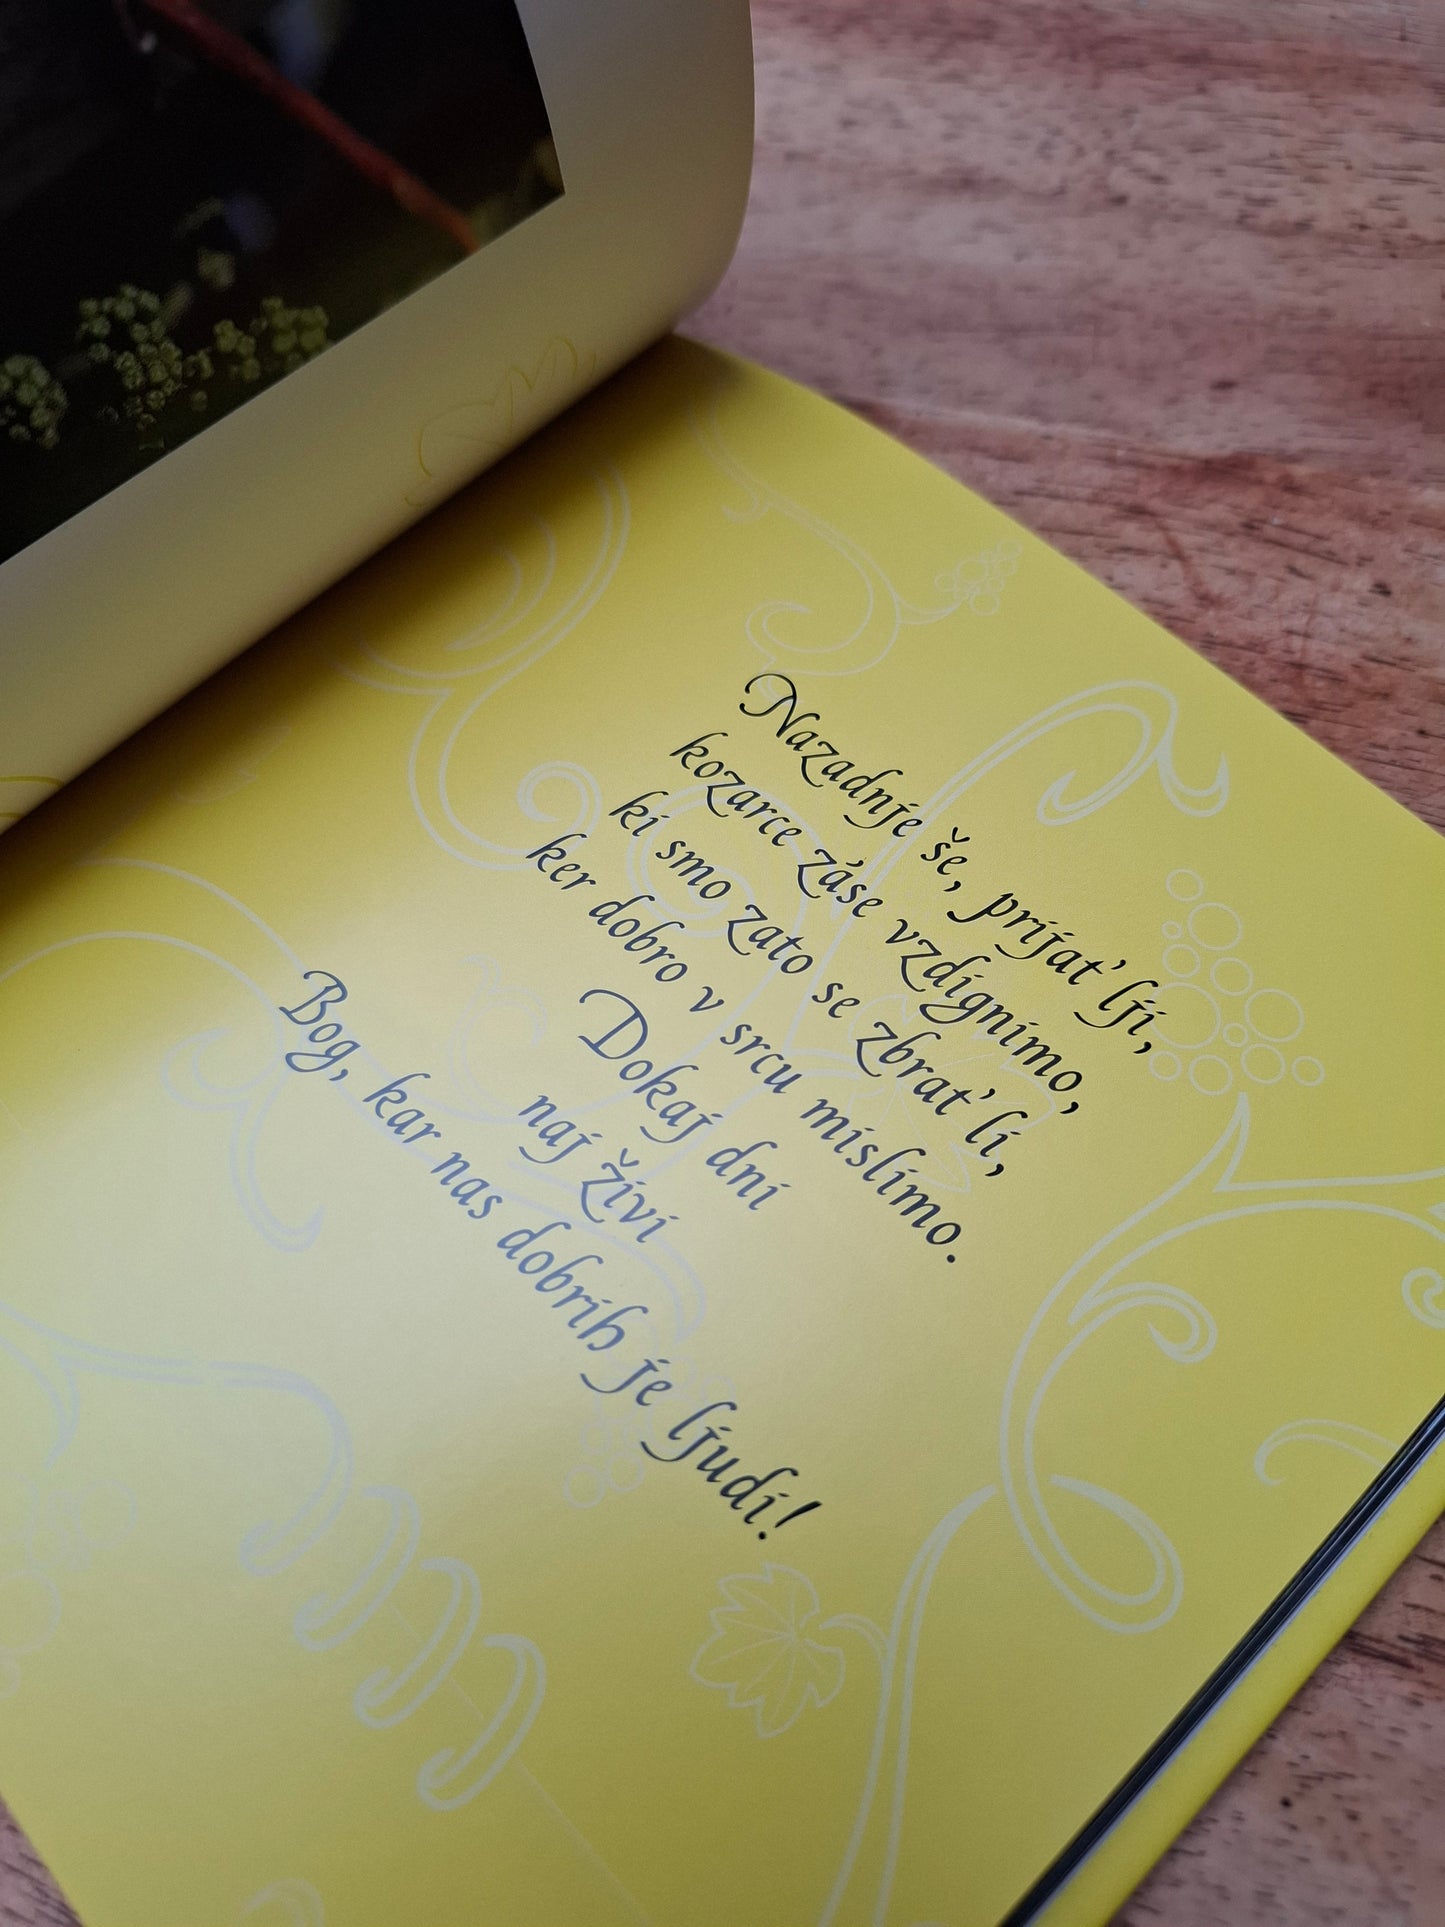 Nazadnje še, prijat'lji,
kozarce zase vzdignimo,
ki smo zato se zbrat'li,
ker dobro v srcu mislimo.
Dokaj dni
naj živi
Bog, kar nas dobrih je ljudi!